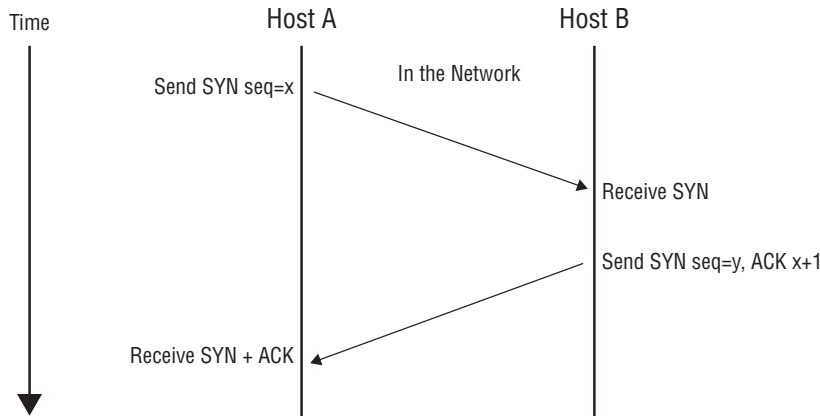 Time
Host A
Host B
In the Network
Send SYN seq=x
Receive SYN
Send SYN seq=y, ACK x+1
Receive SYN + ACK